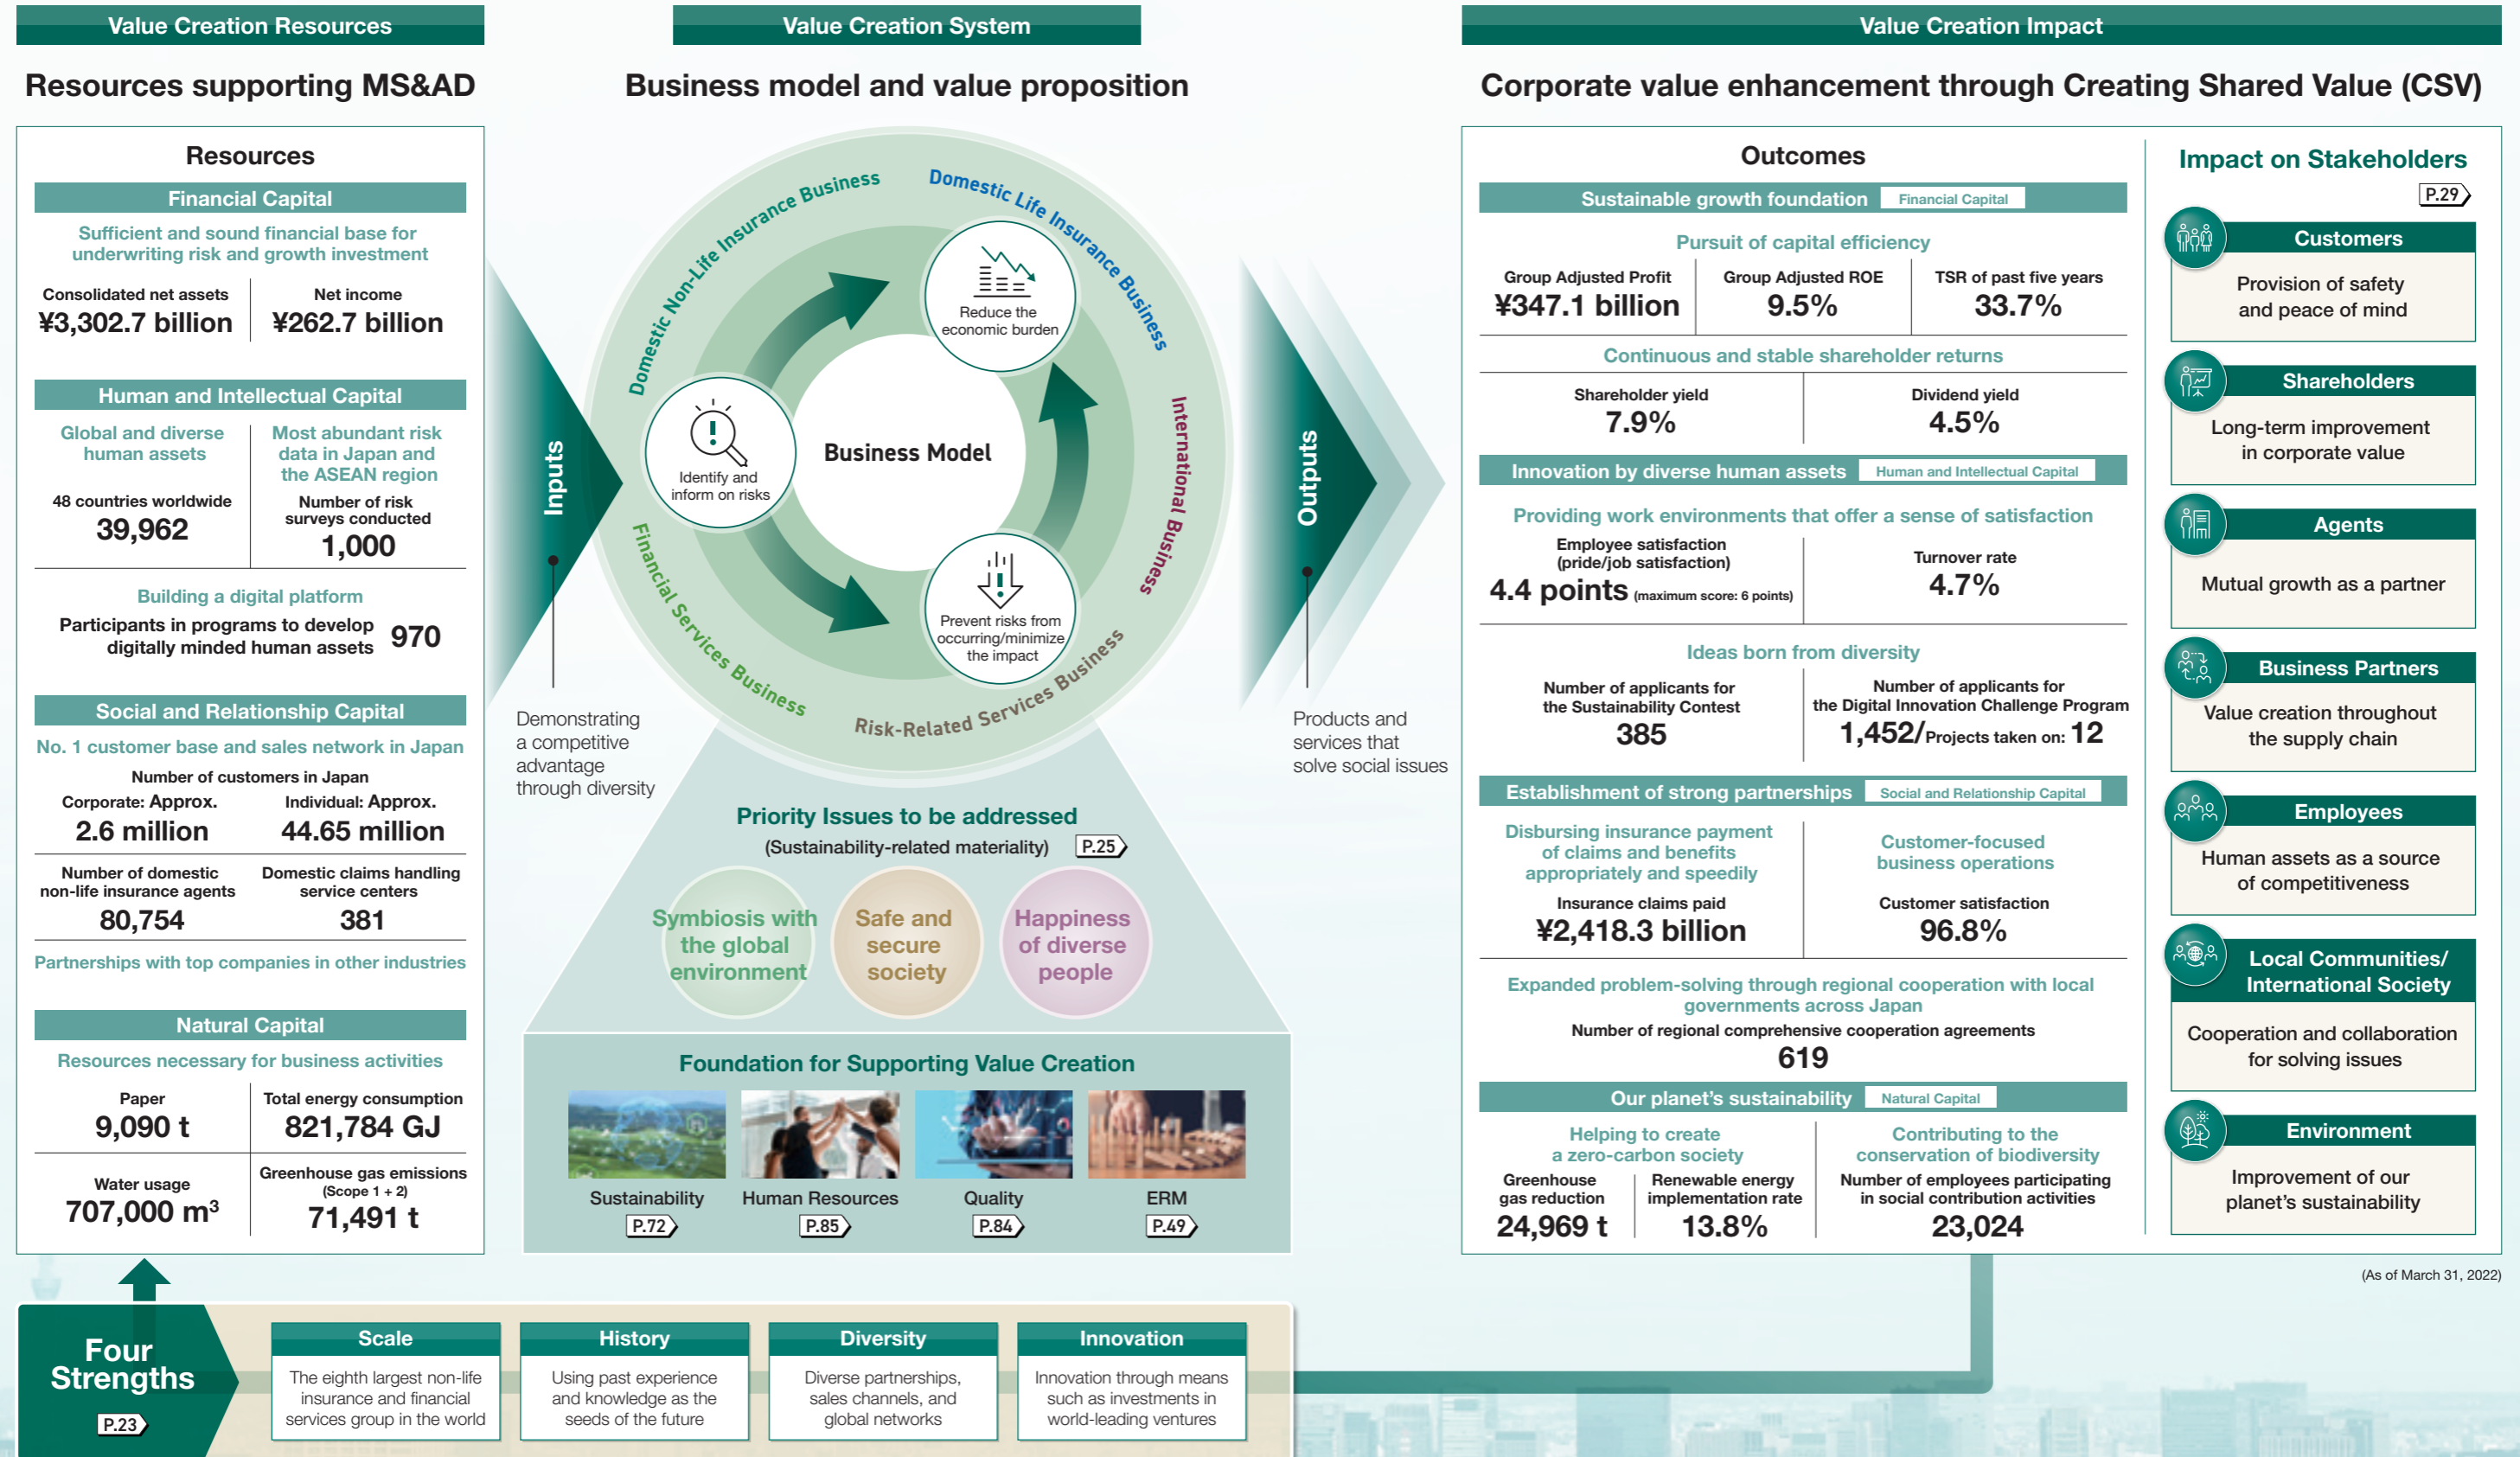 Value Creation Resources
Resources supporting MS&AD
Resources
Financial Capital
Sufficient and sound financial base for
underwriting risk and growth investment
Consolidated net assets
¥3,302.7 billion
Net income
¥262.7 billion
Human and Intellectual Capital
Global and diverse
human assets
48 countries worldwide
39,962
Most abundant risk
data in Japan and
the ASEAN region
Number of risk
surveys conducted
1,000
Building a digital platform
Participants in programs to develop
digitally minded human assets
970
Social and Relationship Capital
No. 1 customer base and sales network in Japan
Number of customers in Japan
Corporate: Approx.
2.6 million
Individual: Approx.
44.65 million
Number of domestic
non-life insurance agents
80,754
Domestic claims handling
service centers
381
Partnerships with top companies in other industries
Natural Capital
Resources necessary for business activities
Paper
9,090 t
Total energy consumption
821,784 GJ
Water usage
707,000 m³
Greenhouse gas emissions
(Scope 1 + 2)
71,491 t
Value Creation System
Business model and value proposition
Inputs
Demonstrating
a competitive
advantage
through diversity
Domestic Non-Life Insurance Business
Domestic Life Insurance Business
International Business
Risk-Related Services Business
Financial Services Business
Business Model
Identify and
inform on risks
Reduce the
economic burden
Prevent risks from
occurring/minimize
the impact
Outputs
Products and
services that
solve social issues
Priority Issues to be addressed
(Sustainability-related materiality) P.25
Symbiosis with
the global
environment
Safe and
secure
society
Happiness
of diverse
people
Foundation for Supporting Value Creation
Sustainability
P.72
Human Resources
P.85
Quality
P.84
ERM
P.49
Value Creation Impact
Corporate value enhancement through Creating Shared Value (CSV)
Outcomes
Sustainable growth foundation Financial Capital
Pursuit of capital efficiency
Group Adjusted Profit
¥347.1 billion
Group Adjusted ROE
9.5%
TSR of past five years
33.7%
Continuous and stable shareholder returns
Shareholder yield
7.9%
Dividend yield
4.5%
Innovation by diverse human assets Human and Intellectual Capital
Providing work environments that offer a sense of satisfaction
Employee satisfaction
(pride/job satisfaction)
4.4 points (maximum score: 6 points)
Turnover rate
4.7%
Ideas born from diversity
Number of applicants for
the Sustainability Contest
385
Number of applicants for
the Digital Innovation Challenge Program
1,452/Projects taken on: 12
Establishment of strong partnerships Social and Relationship Capital
Disbursing insurance payment
of claims and benefits
appropriately and speedily
Insurance claims paid
¥2,418.3 billion
Customer-focused
business operations
Customer satisfaction
96.8%
Expanded problem-solving through regional cooperation with local
governments across Japan
Number of regional comprehensive cooperation agreements
619
Our planet's sustainability Natural Capital
Helping to create
a zero-carbon society
Greenhouse
gas reduction
24,969 t
Renewable energy
implementation rate
13.8%
Contributing to the
conservation of biodiversity
Number of employees participating
in social contribution activities
23,024
Impact on Stakeholders
P.29
Customers
Provision of safety
and peace of mind
Shareholders
Long-term improvement
in corporate value
Agents
Mutual growth as a partner
Business Partners
Value creation throughout
the supply chain
Employees
Human assets as a source
of competitiveness
Local Communities/
International Society
Cooperation and collaboration
for solving issues
Environment
Improvement of our
planet's sustainability
(As of March 31, 2022)
Four
Strengths
P.23
Scale
The eighth largest non-life
insurance and financial
services group in the world
History
Using past experience
and knowledge as the
seeds of the future
Diversity
Diverse partnerships,
sales channels, and
global networks
Innovation
Innovation through means
such as investments in
world-leading ventures